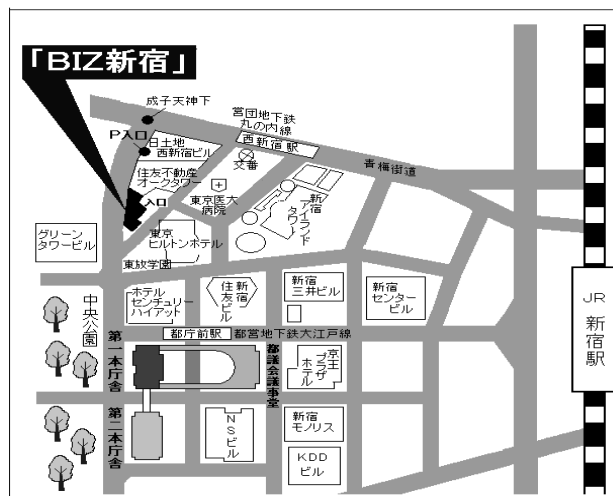 「BIZ新宿」
成子天神下
P入口
日土地
西新宿ビル
営団地下鉄
丸の内線
西新宿駅
交番
青梅街道
住友不動産
オークタワー
入口
東京医大
病院
新宿
アイランド
タワー
グリーン
タワービル
東京
ヒルトンホテル
東放学園
ホテル
センチュリー
ハイアット
新宿
住友ビル
新宿
三井ビル
新宿
センタービル
JR
新宿駅
中央公園
都庁前駅
都営地下鉄大江戸線
第一本庁舎
都議会議事堂
京王
プラザ
ホテル
第二本庁舎
NSビル
新宿
モノリス
KDD
ビル